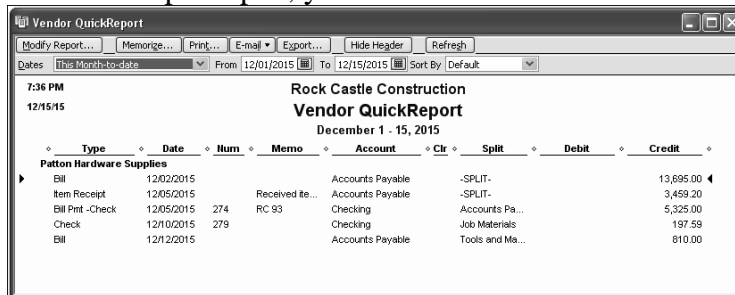 Vendor QuickReport
Modify Report... Memorize... Print... E-mail Export... Hide Header Refresh
Dates This Month-to-date From 12/01/2015 To 12/15/2015 Sort By Default
7:36 PM Rock Castle Construction
12/15/15 Vendor QuickReport
December 1 - 15, 2015
Type Date Num Memo Account Clr Split Debit Credit
Patton Hardware Supplies
Bill 12/02/2015 Accounts Payable -SPLIT- 13,695.00
Item Receipt 12/05/2015 Received ite... Accounts Payable -SPLIT- 3,459.20
Bill Pmt -Check 12/05/2015 274 RC 93 Checking Accounts Pa... 5,325.00
Check 12/10/2015 279 Checking Job Materials 197.59
Bill 12/12/2015 Accounts Payable Tools and Ma... 810.00